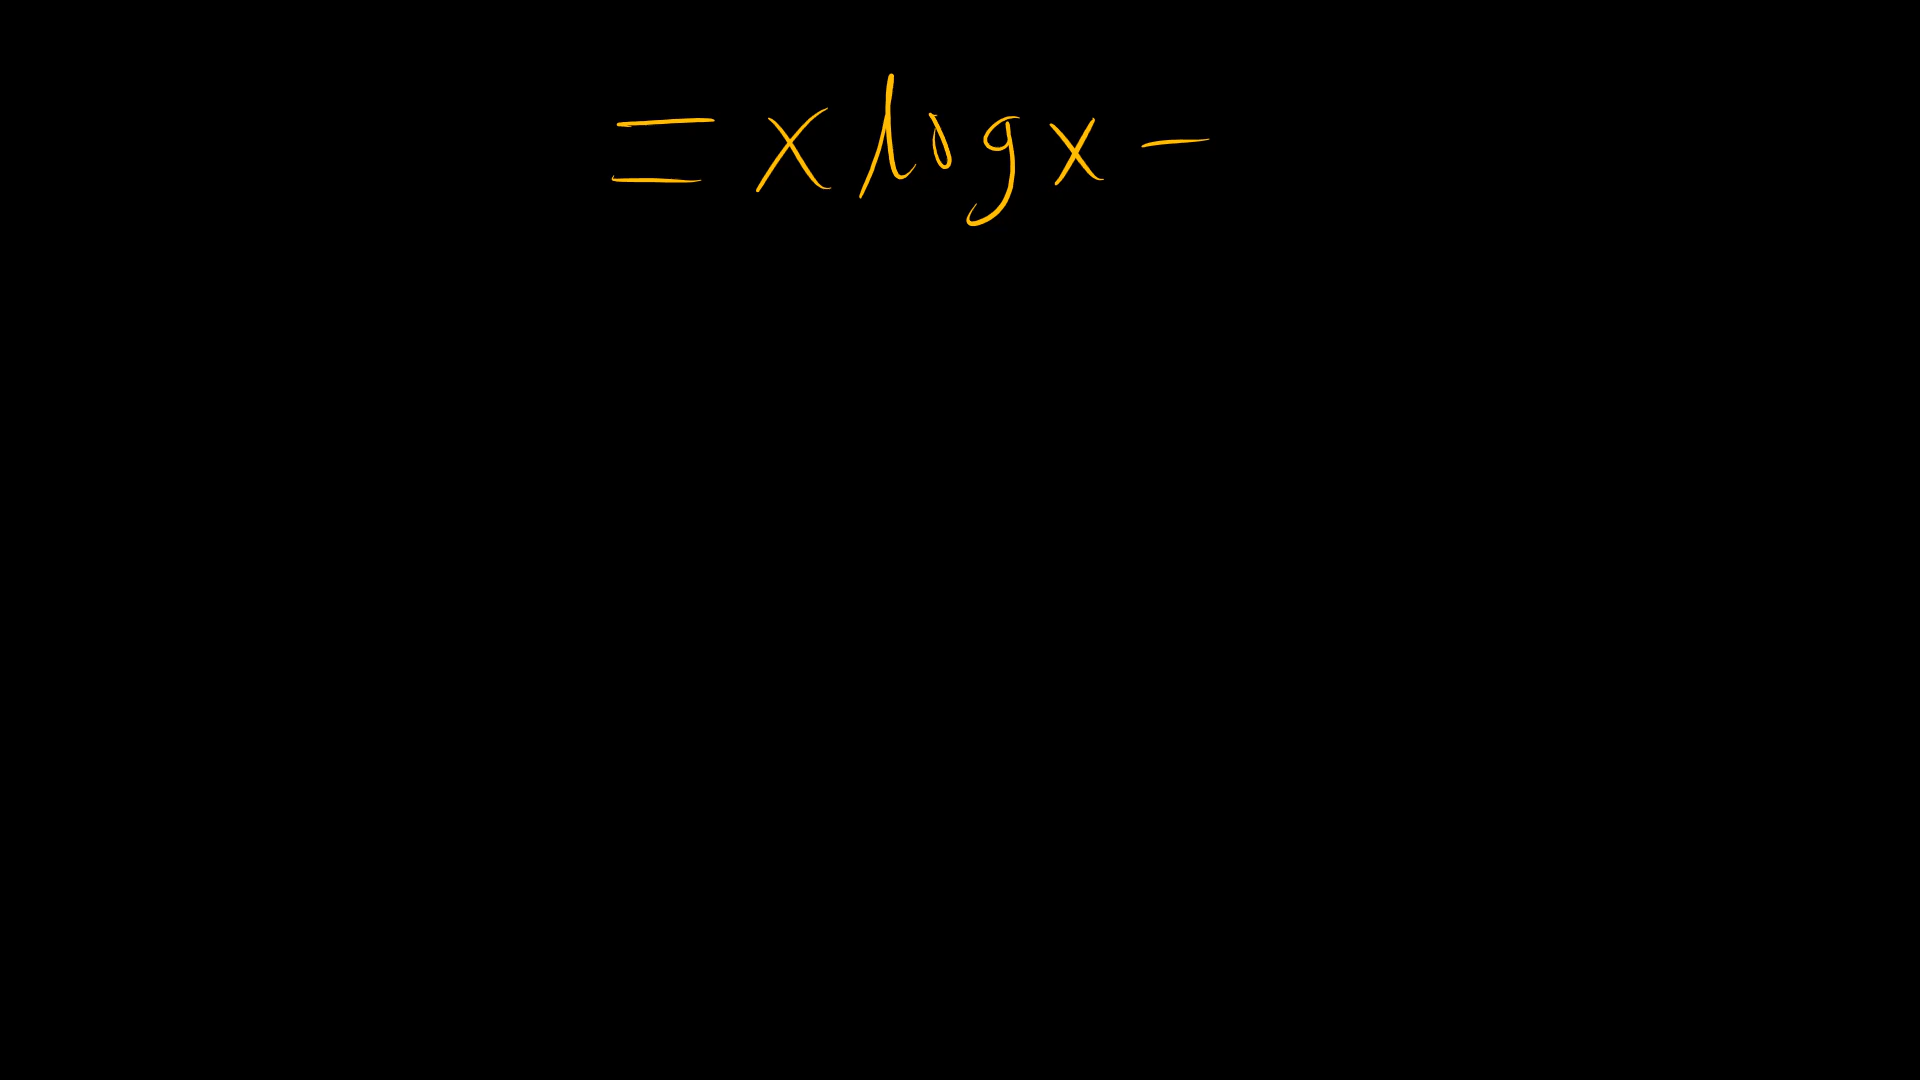 = x log x −